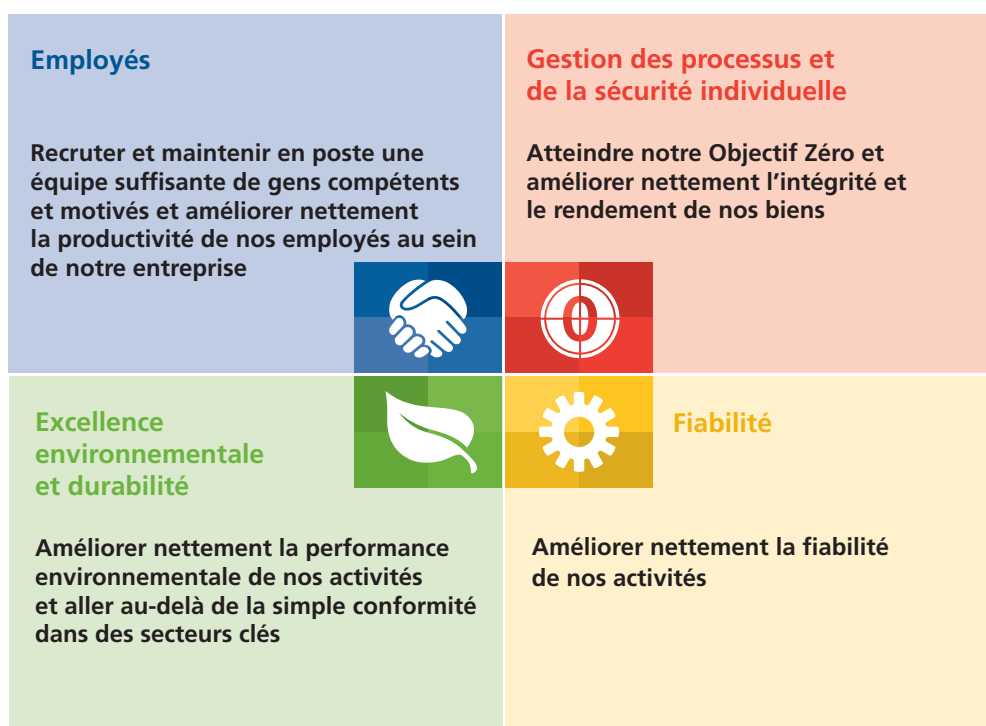 Employés
Recruter et maintenir en poste une
équipe suffisante de gens compétents
et motivés et améliorer nettement
la productivité de nos employés au sein
de notre entreprise
Gestion des processus et
de la sécurité individuelle
Atteindre notre Objectif Zéro et
améliorer nettement l’intégrité et
le rendement de nos biens
0
Excellence
environnementale
et durabilité
Améliorer nettement la performance
environnementale de nos activités
et aller au-delà de la simple conformité
dans des secteurs clés
Fiabilité
Améliorer nettement la fiabilité
de nos activités